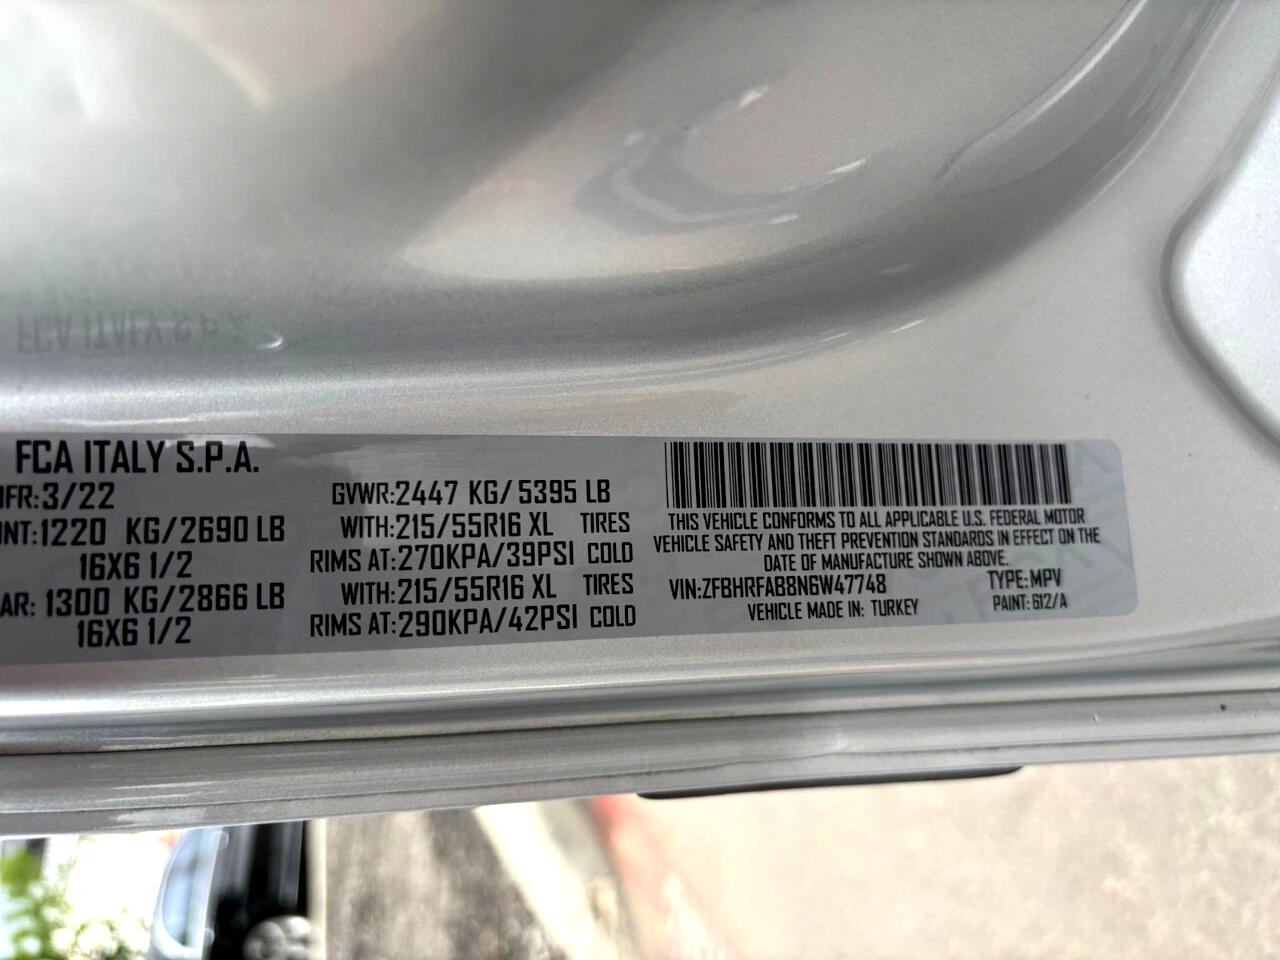 FCA ITALY S.P.A.
MFR:3/22
GVWR:2447 KG/ 5395 LB
NT:1220 KG/2690 LB
WITH:215/55R16 XL TIRES
16X6 1/2
RIMS AT:270KPA/39PSI COLD
AR: 1300 KG/2866 LB
WITH:215/55R16 XL TIRES
16X6 1/2
RIMS AT:290KPA/42PSI COLD
THIS VEHICLE CONFORMS TO ALL APPLICABLE U.S. FEDERAL MOTOR
VEHICLE SAFETY AND THEFT PREVENTION STANDARDS IN EFFECT ON THE
DATE OF MANUFACTURE SHOWN ABOVE.
VIN:ZFBHRFAB8N6W47748 TYPE:MPV
VEHICLE MADE IN: TURKEY PAINT: 612/A